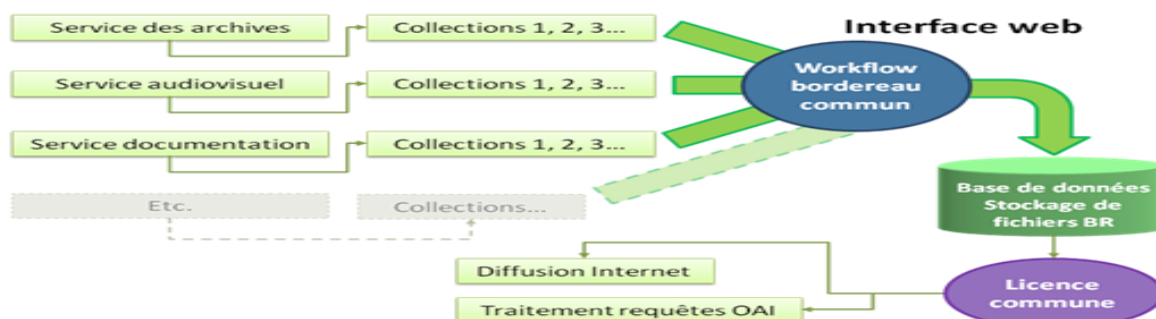 Service des archives
Collections 1, 2, 3...
Interface web
Service audiovisuel
Collections 1, 2, 3...
Workflow
bordereau
commun
Service documentation
Collections 1, 2, 3...
Etc.
Collections...
Base de données
Stockage de
fichiers BR
Diffusion Internet
Traitement requêtes OAI
Licence
commune